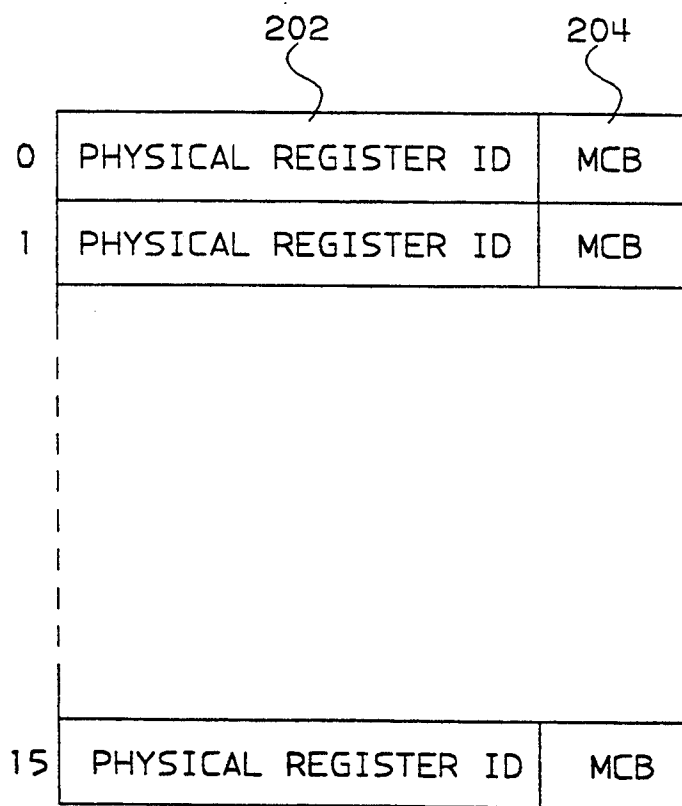 202 204
0 PHYSICAL REGISTER ID MCB
1 PHYSICAL REGISTER ID MCB
15 PHYSICAL REGISTER ID MCB